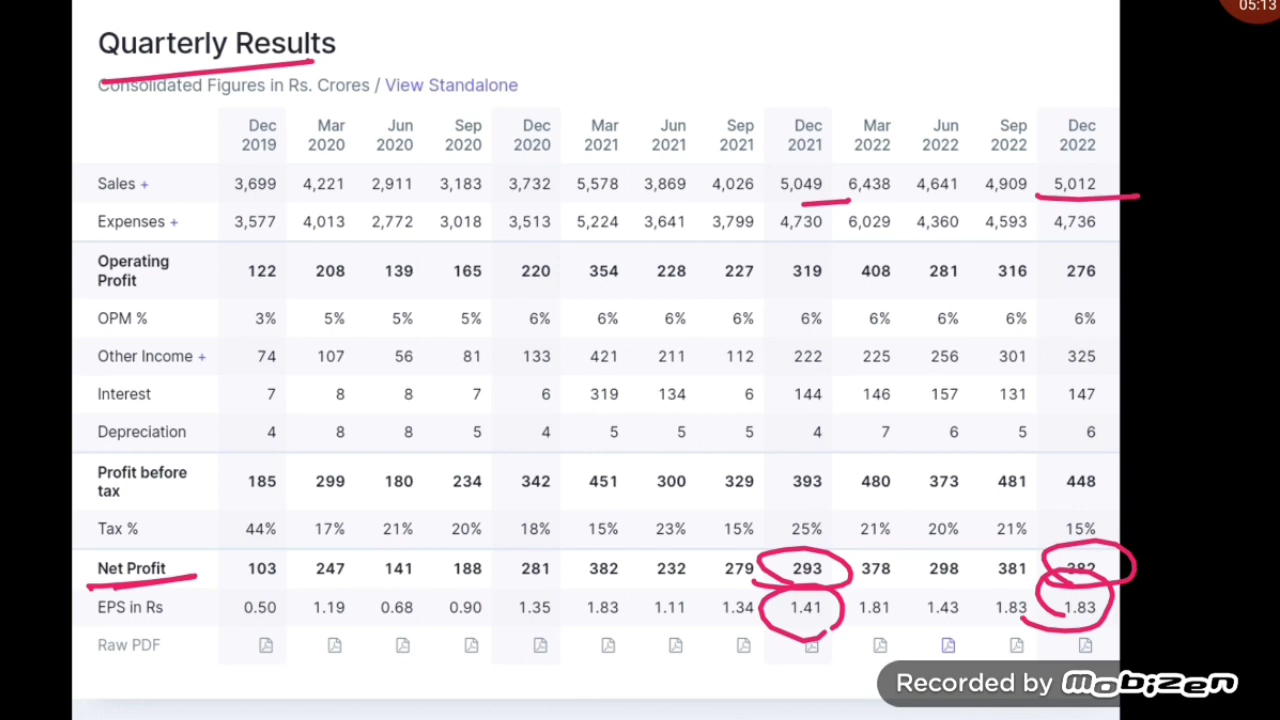 05:13
Quarterly Results
Consolidated Figures in Rs. Crores / View Standalone
Dec 2019 Mar 2020 Jun 2020 Sep 2020 Dec 2020 Mar 2021 Jun 2021 Sep 2021 Dec 2021 Mar 2022 Jun 2022 Sep 2022 Dec 2022
Sales + 3,699 4,221 2,911 3,183 3,732 5,578 3,869 4,026 5,049 6,438 4,641 4,909 5,012
Expenses + 3,577 4,013 2,772 3,018 3,513 5,224 3,641 3,799 4,730 6,029 4,360 4,593 4,736
Operating Profit 122 208 139 165 220 354 228 227 319 408 281 316 276
OPM % 3% 5% 5% 5% 6% 6% 6% 6% 6% 6% 6% 6% 6%
Other Income + 74 107 56 81 133 421 211 112 222 225 256 301 325
Interest 7 8 8 7 6 319 134 6 144 146 157 131 147
Depreciation 4 8 8 5 4 5 5 5 4 7 6 5 6
Profit before tax 185 299 180 234 342 451 300 329 393 480 373 481 448
Tax % 44% 17% 21% 20% 18% 15% 23% 15% 25% 21% 20% 21% 15%
Net Profit 103 247 141 188 281 382 232 279 293 378 298 381 382
EPS in Rs 0.50 1.19 0.68 0.90 1.35 1.83 1.11 1.34 1.41 1.81 1.43 1.83 1.83
Raw PDF
Recorded by Mobizen